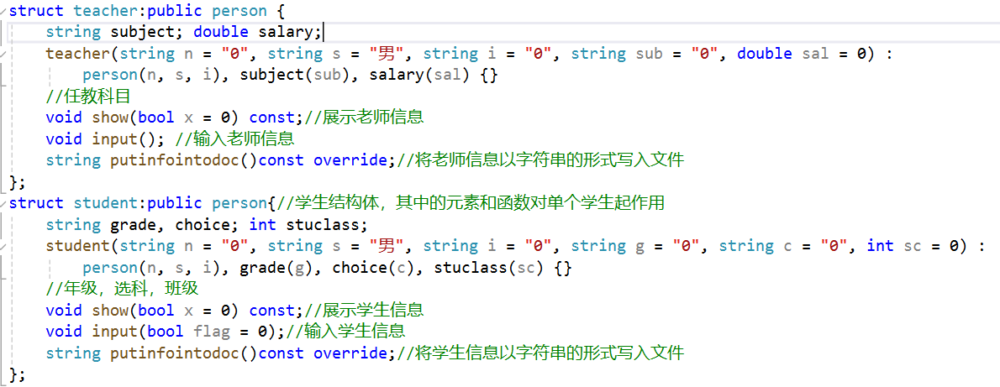 struct teacher:public person {
string subject; double salary;
teacher(string n = "0", string s = "男", string i = "0", string sub = "0", double sal = 0) :
person(n, s, i), subject(sub), salary(sal) {}
//任教科目
void show(bool x = 0) const;//展示老师信息
void input(); //输入老师信息
string putinfointodoc()const override;//将老师信息以字符串的形式写入文件
};
struct student:public person{//学生结构体，其中的元素和函数对单个学生起作用
string grade, choice; int stuclass;
student(string n = "0", string s = "男", string i = "0", string g = "0", string c = "0", int sc = 0) :
person(n, s, i), grade(g), choice(c), stuclass(sc) {}
//年级，选科，班级
void show(bool x = 0) const;//展示学生信息
void input(bool flag = 0);//输入学生信息
string putinfointodoc()const override;//将学生信息以字符串的形式写入文件
};